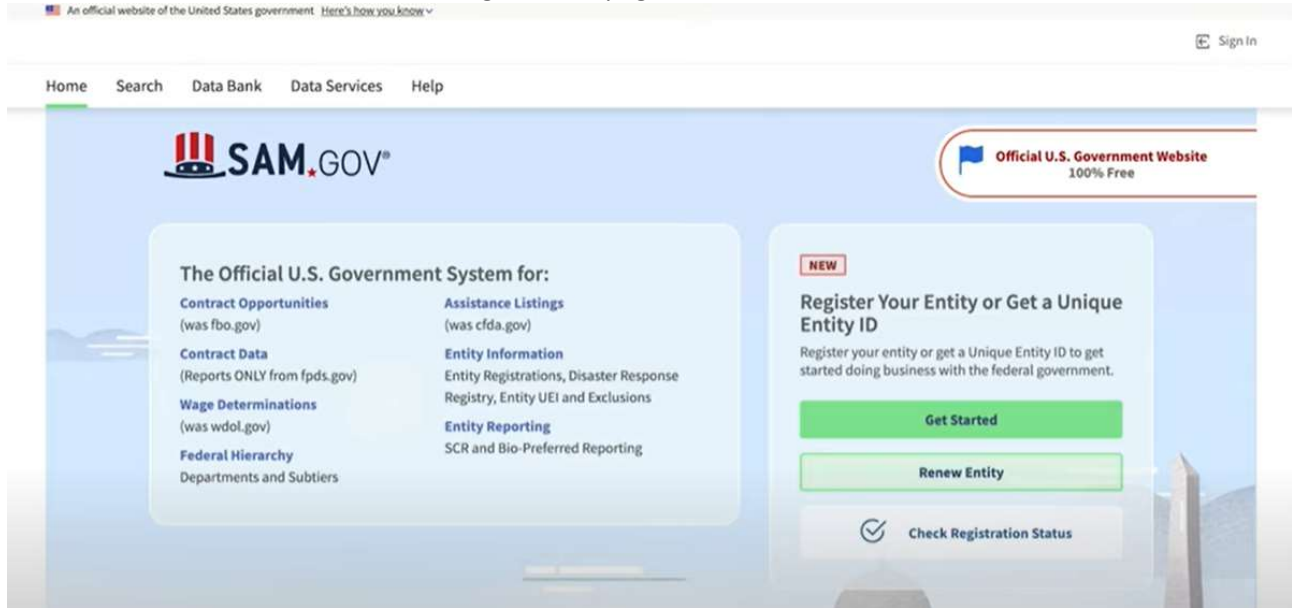 An official website of the United States government Here's how you know
Sign In
Home Search Data Bank Data Services Help
SAM.GOV®
Official U.S. Government Website
100% Free
The Official U.S. Government System for:
Contract Opportunities
(was fbo.gov)
Contract Data
(Reports ONLY from fpds.gov)
Wage Determinations
(was wdol.gov)
Federal Hierarchy
Departments and Subtiers
Assistance Listings
(was cfda.gov)
Entity Information
Entity Registrations, Disaster Response
Registry, Entity UEI and Exclusions
Entity Reporting
SCR and Bio-Preferred Reporting
NEW
Register Your Entity or Get a Unique
Entity ID
Register your entity or get a Unique Entity ID to get
started doing business with the federal government.
Get Started
Renew Entity
Check Registration Status